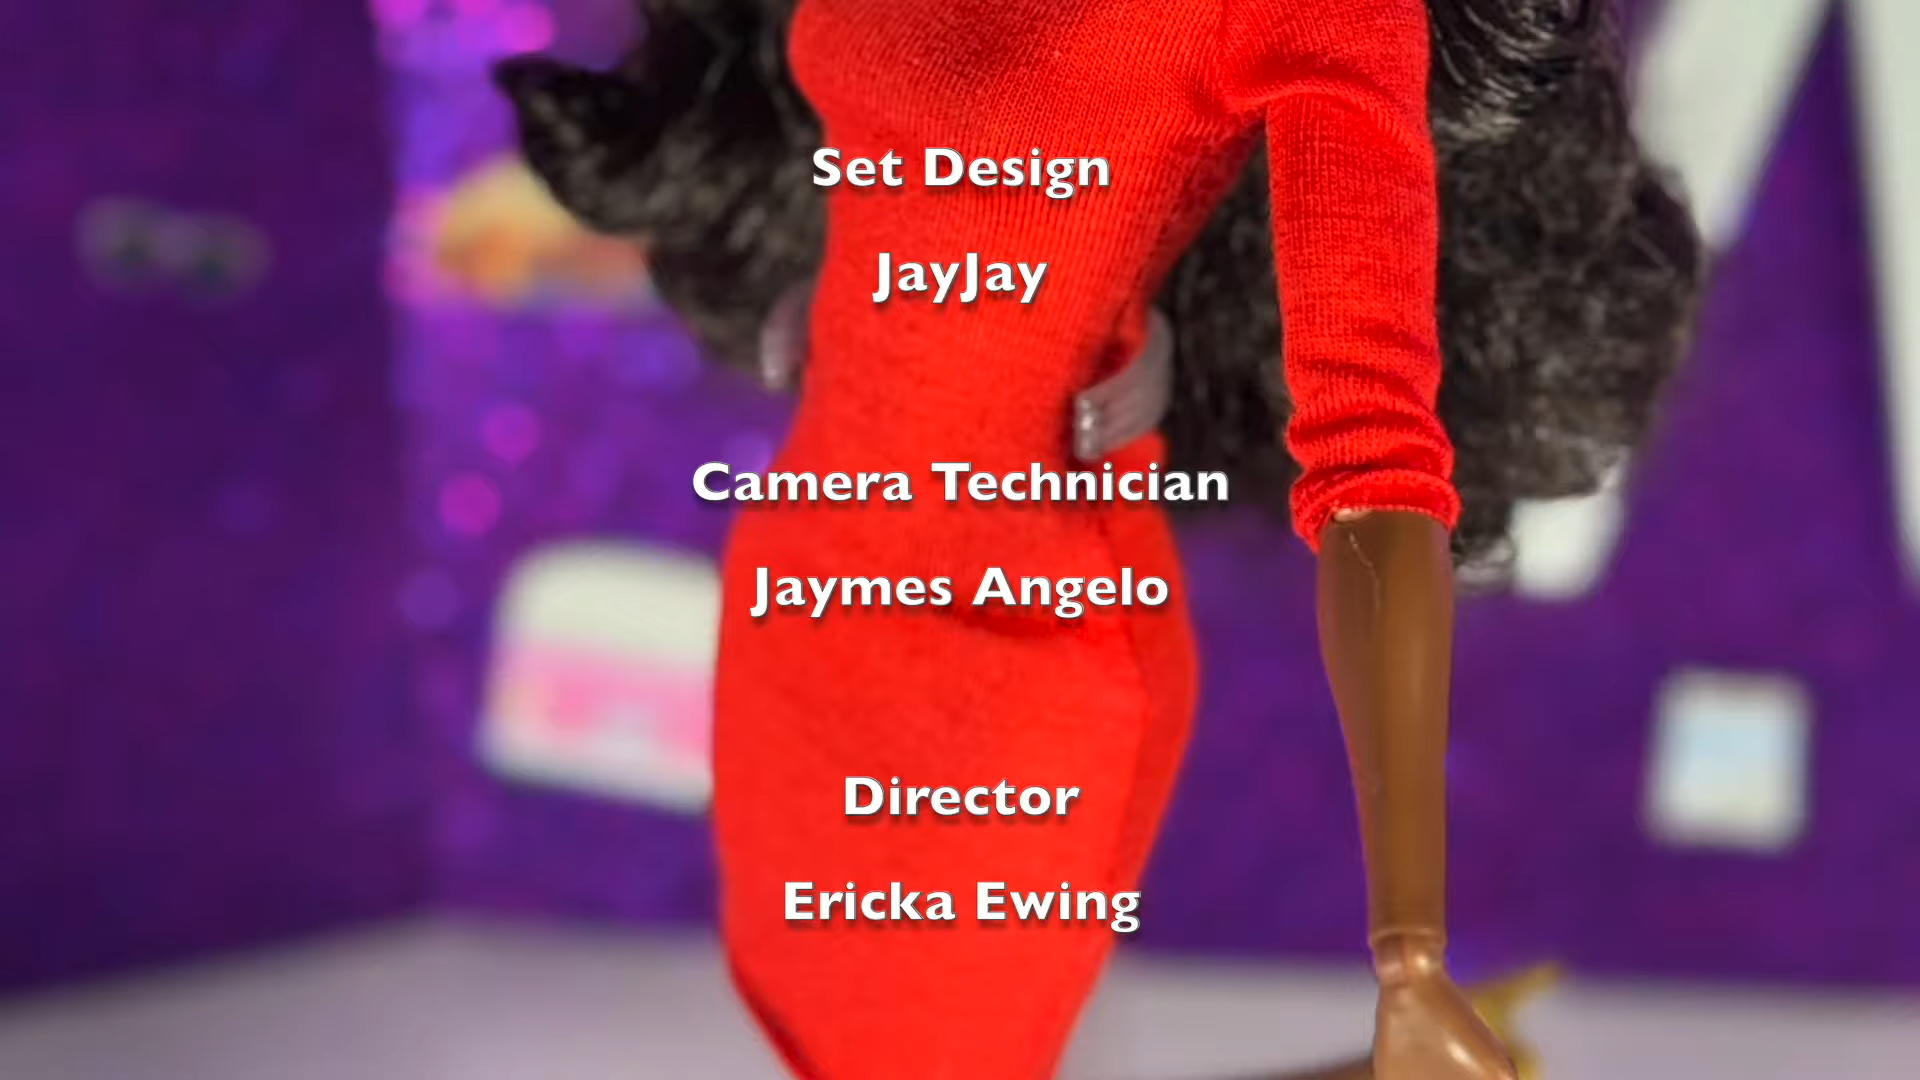 Set Design
JayJay
Camera Technician
Jaymes Angelo
Director
Ericka Ewing